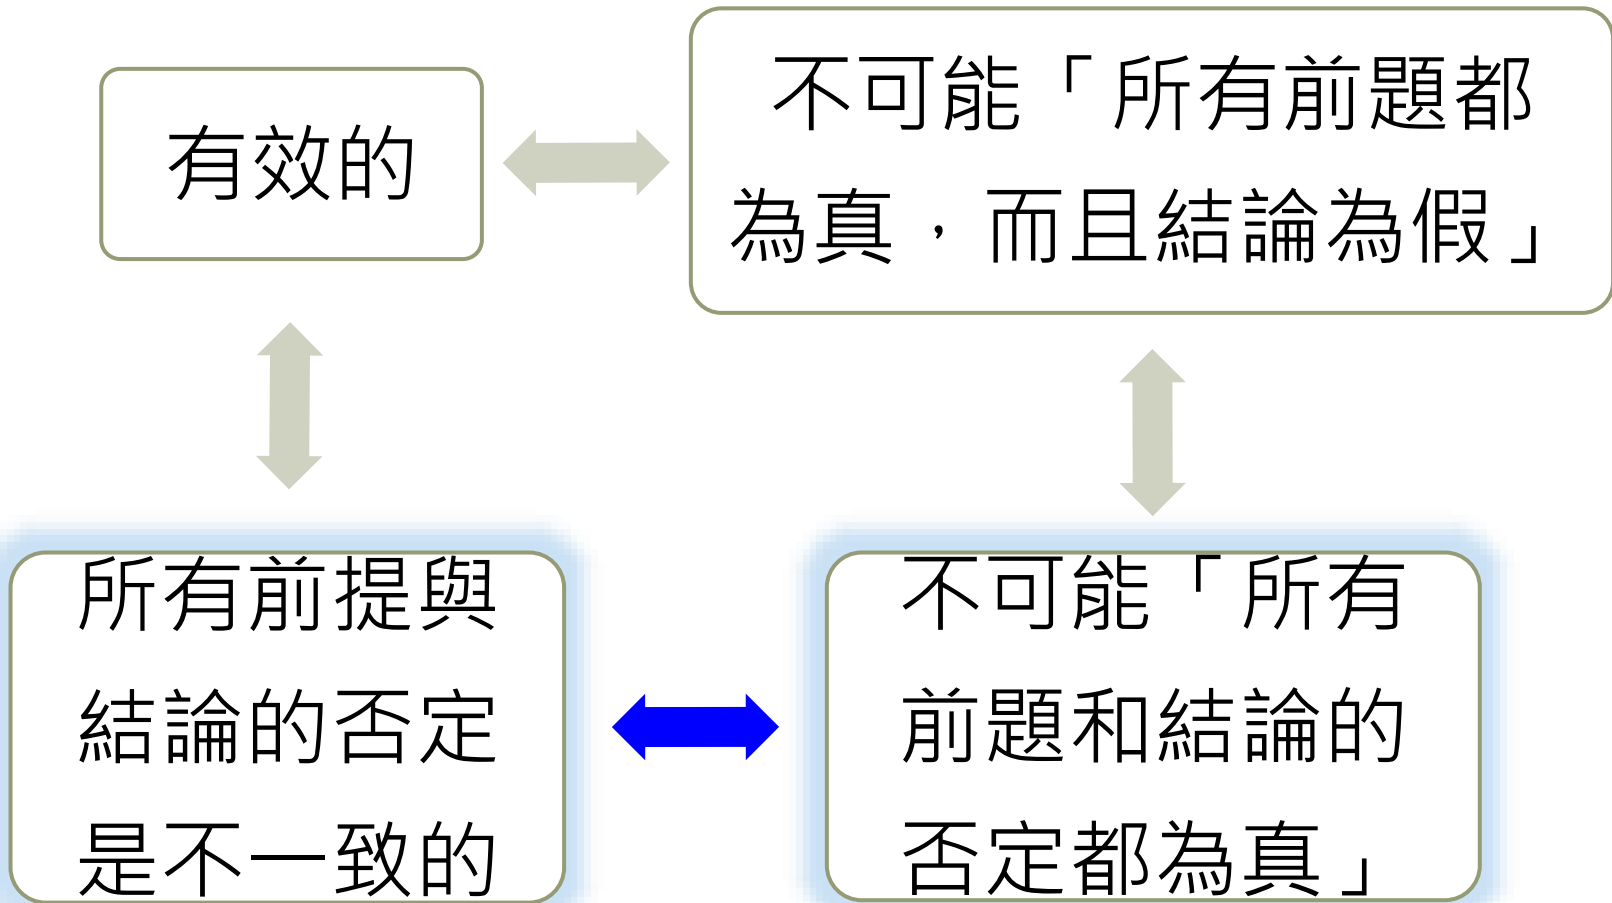 有效的
不可能「所有前題都
為真，而且結論為假」
所有前提與
結論的否定
是不一致的
不可能「所有
前題和結論的
否定都為真」